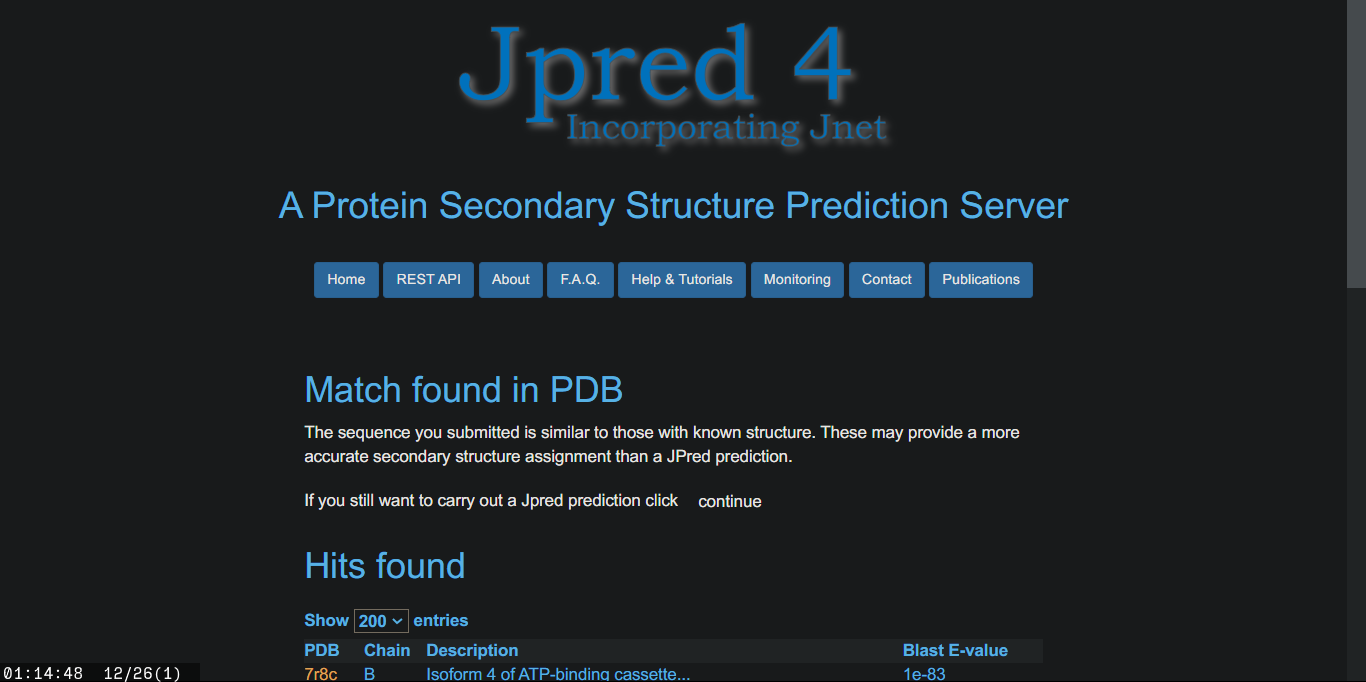 Jpred 4
Incorporating Jnet
A Protein Secondary Structure Prediction Server
Home REST API About F.A.Q. Help & Tutorials Monitoring Contact Publications
Match found in PDB
The sequence you submitted is similar to those with known structure. These may provide a more
accurate secondary structure assignment than a JPred prediction.
If you still want to carry out a Jpred prediction click continue
Hits found
Show 200 entries
PDB Chain Description Blast E-value
7r8c B Isoform 4 of ATP-binding cassette... 1e-83
01:14:48 12/26(1)